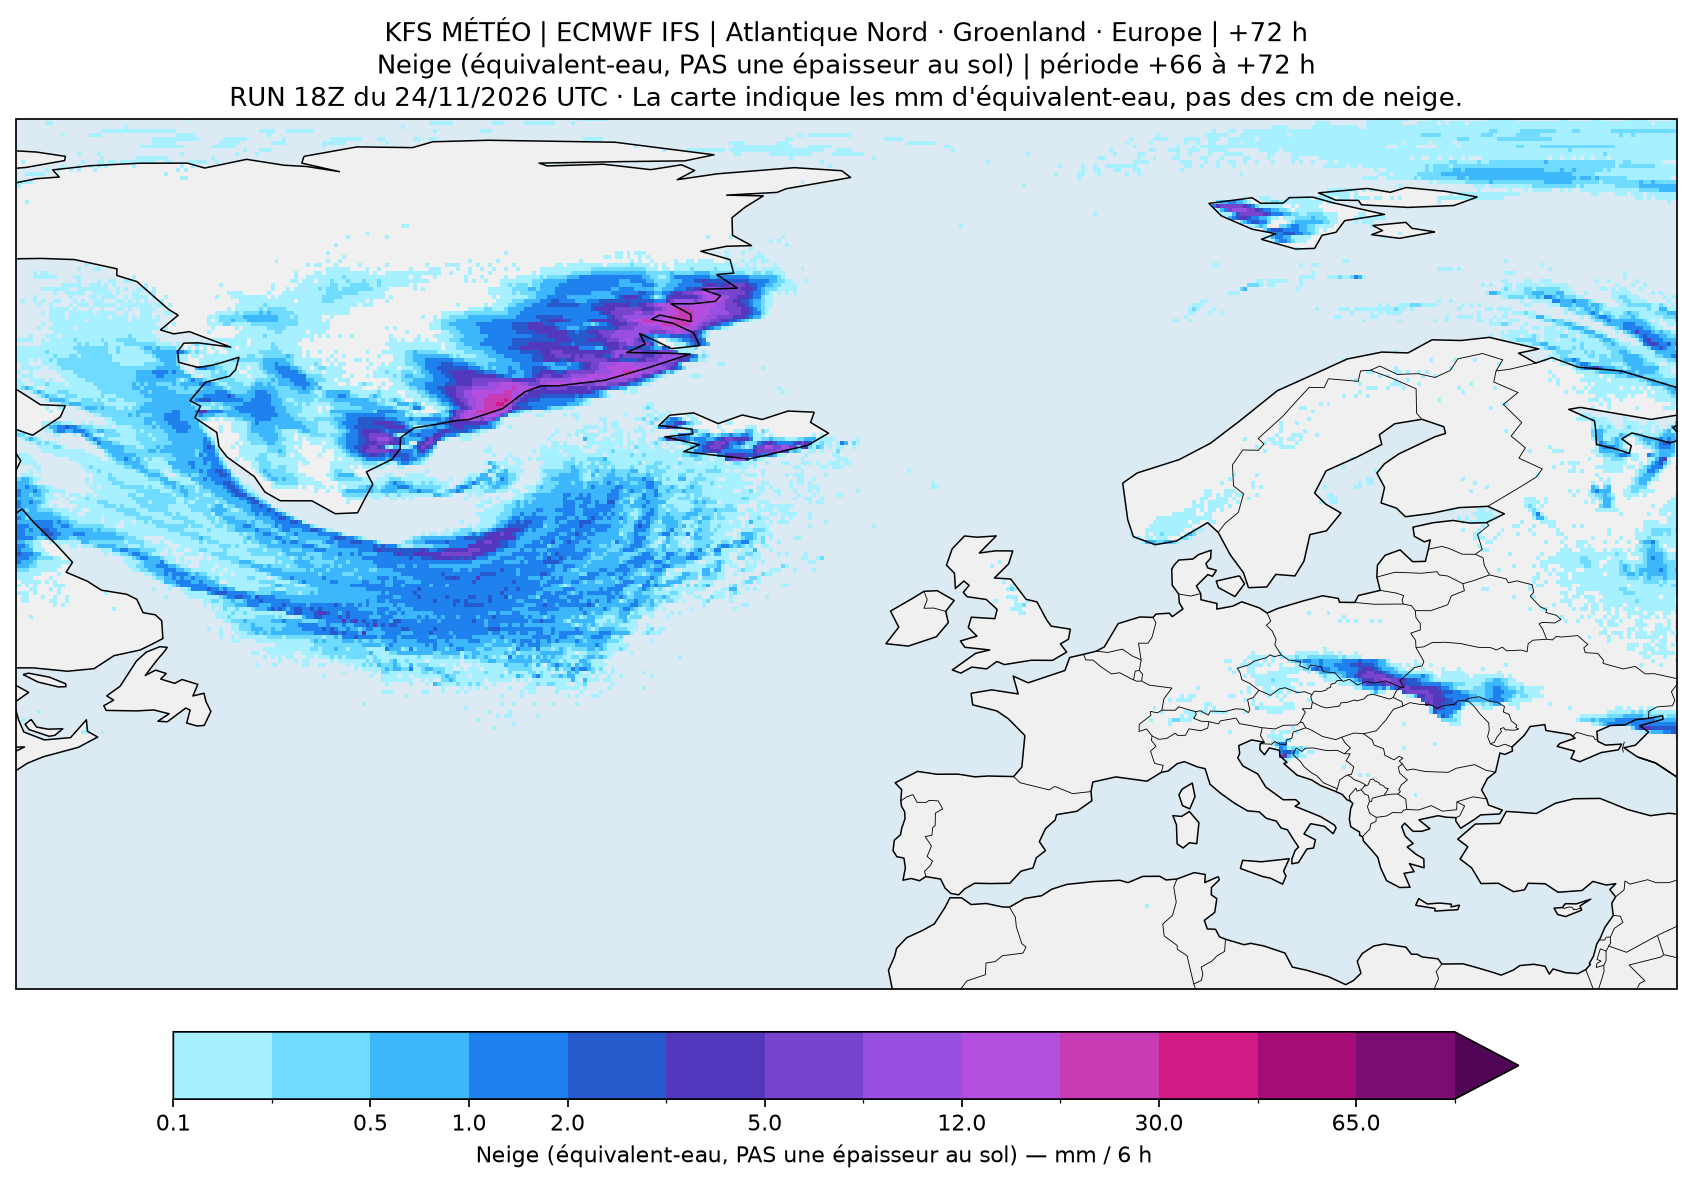 KFS MÉTÉO | ECMWF IFS | Atlantique Nord · Groenland · Europe | +72 h
Neige (équivalent-eau, PAS une épaisseur au sol) | période +66 à +72 h
RUN 18Z du 24/11/2026 UTC · La carte indique les mm d'équivalent-eau, pas des cm de neige.
0.1 0.5 1.0 2.0 5.0 12.0 30.0 65.0
Neige (équivalent-eau, PAS une épaisseur au sol) — mm / 6 h